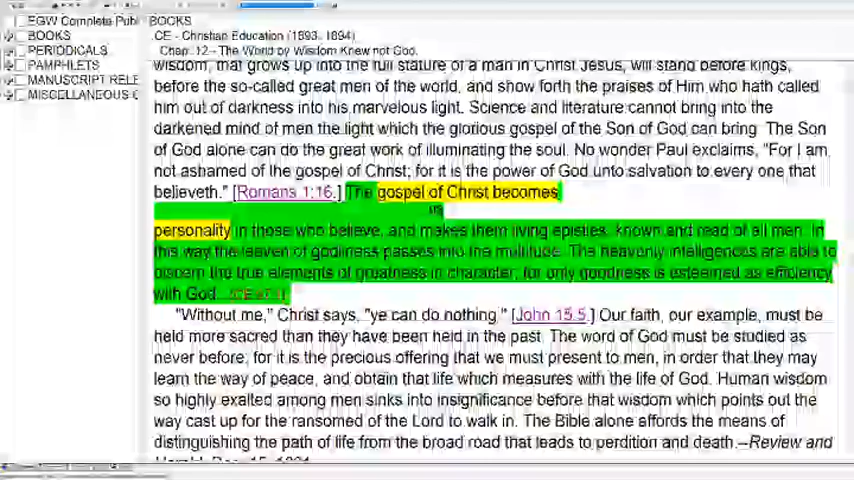 EGW Complete Publ
BOOKS
PERIODICALS
PAMPHLETS
MANUSCRIPT RELE
MISCELLANEOUS C
BOOKS
CE - Christian Education (1893, 1894)
Chap. 12 - The World by Wisdom Knew not God.
wisdom, that grows up into the full stature of a man in Christ Jesus, will stand before kings,
before the so-called great men of the world, and show forth the praises of Him who hath called
him out of darkness into his marvelous light. Science and literature cannot bring into the
darkened mind of men the light which the glorious gospel of the Son of God can bring. The Son
of God alone can do the great work of illuminating the soul. No wonder Paul exclaims, "For I am
not ashamed of the gospel of Christ; for it is the power of God unto salvation to every one that
believeth." [Romans 1:16.] The gospel of Christ becomes
personality in those who believe, and makes them living epistles, known and read of all men. In
this way the leaven of godliness passes into the multitude. The heavenly intelligences are able to
discern the true elements of greatness in character; for only goodness is esteemed as efficiency
with God.
"Without me," Christ says, "ye can do nothing." [John 15:5.] Our faith, our example, must be
held more sacred than they have been held in the past. The word of God must be studied as
never before; for it is the precious offering that we must present to men, in order that they may
learn the way of peace, and obtain that life which measures with the life of God. Human wisdom
so highly exalted among men sinks into insignificance before that wisdom which points out the
way cast up for the ransomed of the Lord to walk in. The Bible alone affords the means of
distinguishing the path of life from the broad road that leads to perdition and death.--Review and